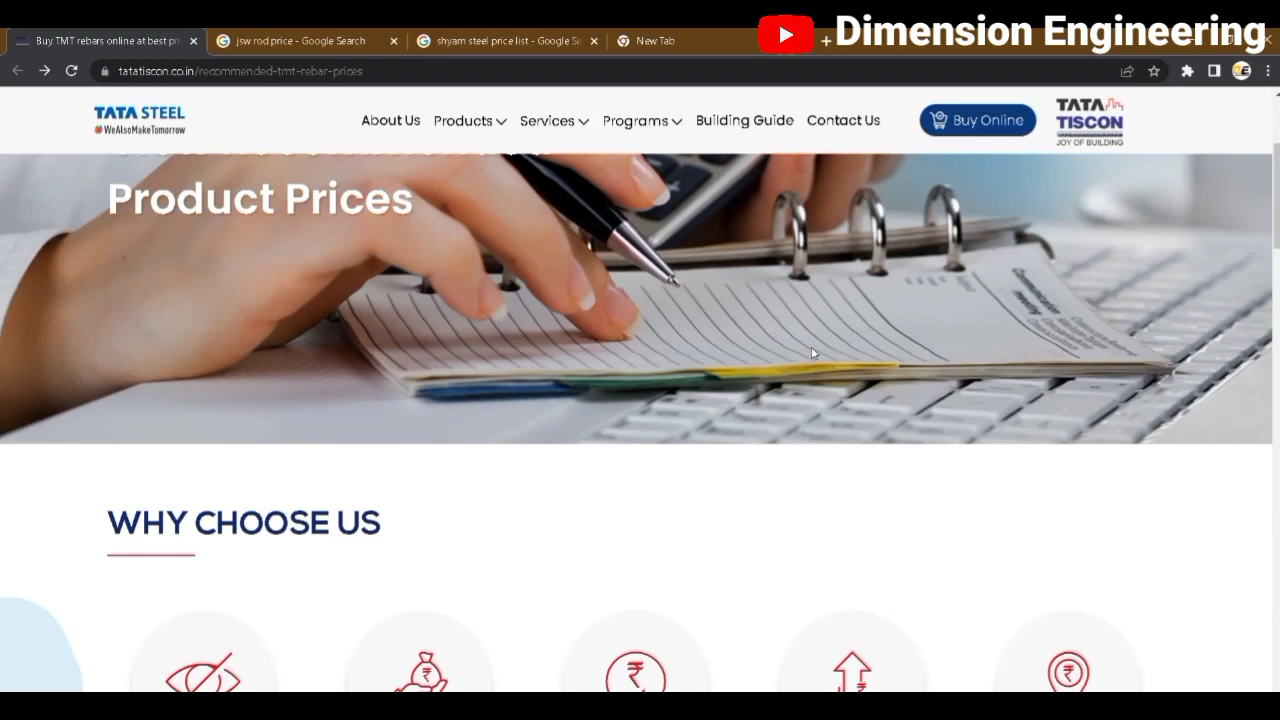 Dimension Engineering
Buy TMT rebars online at best pri
jsw rod price - Google Search
shyam steel price list - Google Se
New Tab
tatatiscon.co.in/recommended-tmt-rebar-prices
TATA STEEL
#WeAlsoMakeTomorrow
About Us
Products
Services
Programs
Building Guide
Contact Us
Buy Online
TATA
TISCON
JOY OF BUILDING
Product Prices
WHY CHOOSE US